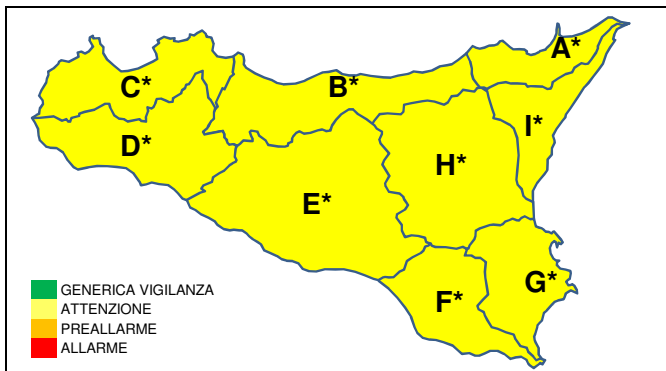 A*
C*
B*
I*
D*
H*
E*
G*
F*
GENERICA VIGILANZA
ATTENZIONE
PREALLARME
ALLARME